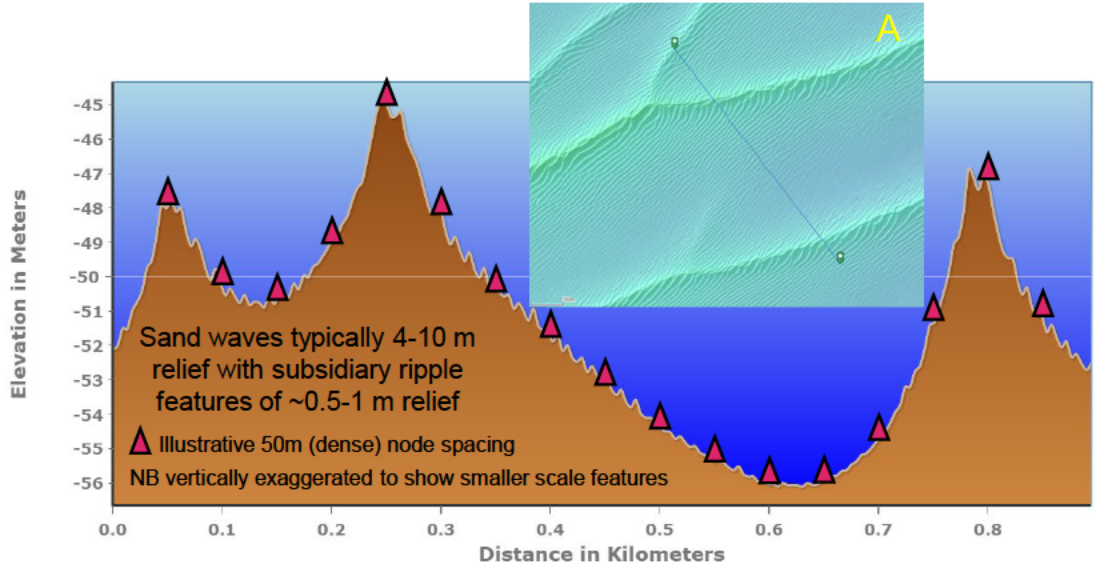 A
Elevation in Meters
-45
-46
-47
-48
-49
-50
-51
-52
-53
-54
-55
-56
Sand waves typically 4-10 m
relief with subsidiary ripple
features of ~0.5-1 m relief
Illustrative 50m (dense) node spacing
NB vertically exaggerated to show smaller scale features
0.0 0.1 0.2 0.3 0.4 0.5 0.6 0.7 0.8
Distance in Kilometers